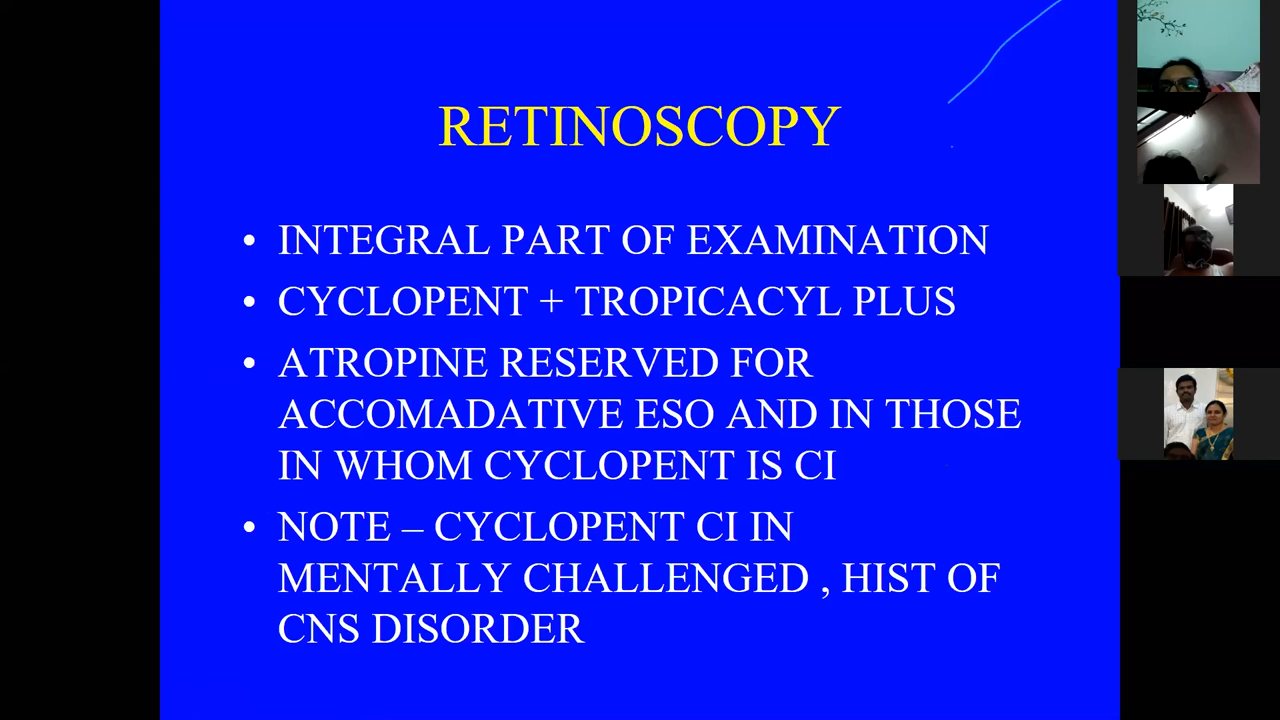 RETINOSCOPY
• INTEGRAL PART OF EXAMINATION
• CYCLOPENT + TROPICACYL PLUS
• ATROPINE RESERVED FOR
ACCOMADATIVE ESO AND IN THOSE
IN WHOM CYCLOPENT IS CI
• NOTE – CYCLOPENT CI IN
MENTALLY CHALLENGED , HIST OF
CNS DISORDER